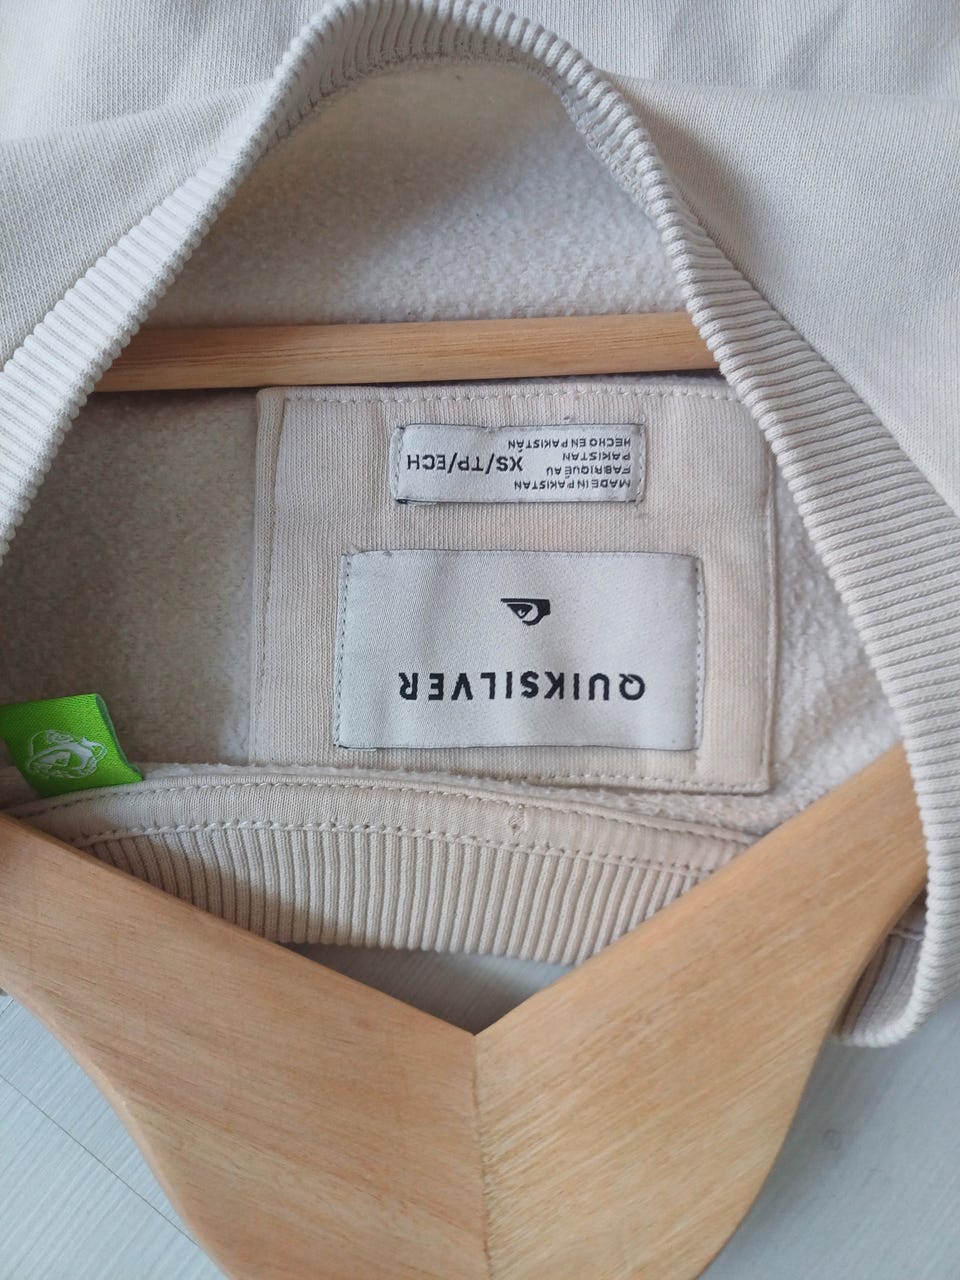 QUIKSILVER
MADE IN PAKISTAN
FABRIQUÉ AU
PAKISTAN
HECHO EN PAKISTÁN
XS/TP/ECH